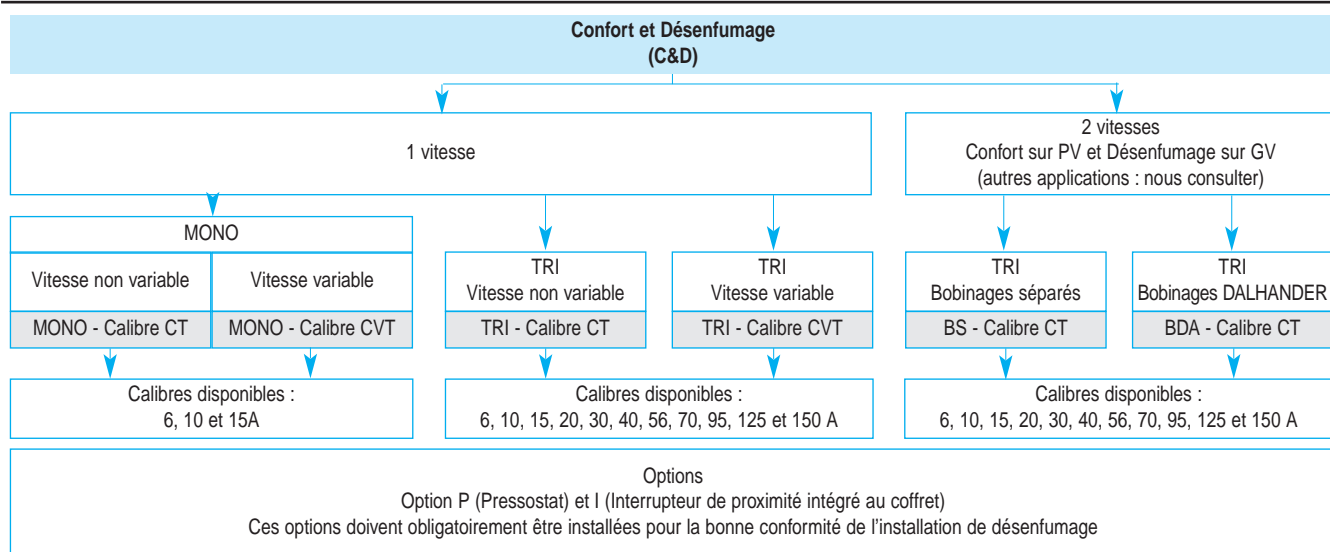 Confort et Désenfumage
(C&D)
1 vitesse
2 vitesses
Confort sur PV et Désenfumage sur GV
(autres applications : nous consulter)
MONO
Vitesse non variable
Vitesse variable
MONO - Calibre CT
MONO - Calibre CVT
TRI
Vitesse non variable
TRI - Calibre CT
TRI
Vitesse variable
TRI - Calibre CVT
TRI
Bobinages séparés
BS - Calibre CT
TRI
Bobinages DALHANDER
BDA - Calibre CT
Calibres disponibles :
6, 10 et 15A
Calibres disponibles :
6, 10, 15, 20, 30, 40, 56, 70, 95, 125 et 150 A
Calibres disponibles :
6, 10, 15, 20, 30, 40, 56, 70, 95, 125 et 150 A
Options
Option P (Pressostat) et I (Interrupteur de proximité intégré au coffret)
Ces options doivent obligatoirement être installées pour la bonne conformité de l'installation de désenfumage